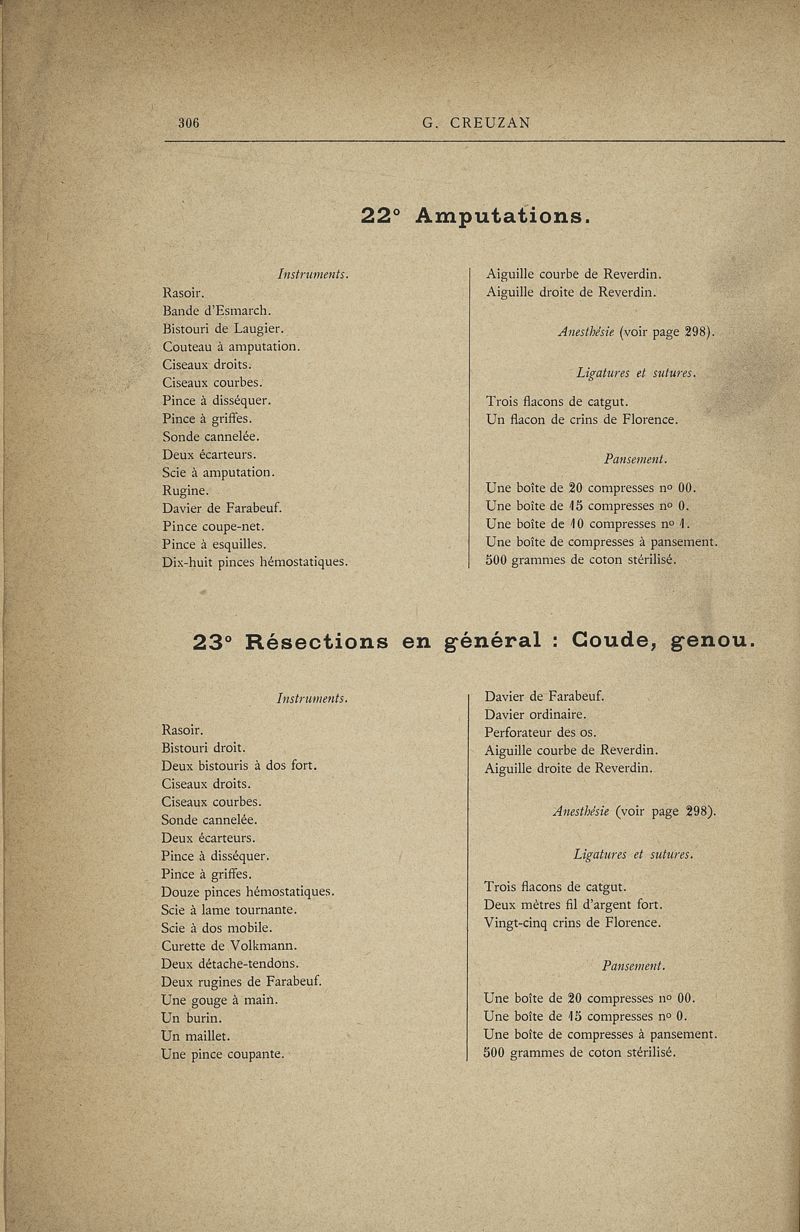 306
G. CREUZAN
22° Amputations.
Instruments.
Rasoir.
Bande d'Esmarch.
Bistouri de Laugier.
Couteau à amputation.
Ciseaux droits.
Ciseaux courbes.
Pince à disséquer.
Pince à griffes.
Sonde cannelée.
Deux écarteurs.
Scie à amputation.
Rugine.
Davier de Farabeuf.
Pince coupe-net.
Pince à esquilles.
Dix-huit pinces hémostatiques.
Aiguille courbe de Reverdin.
Aiguille droite de Reverdin.
Anesthésie (voir page 298).
Ligatures et sutures.
Trois flacons de catgut.
Un flacon de crins de Florence.
Pansement.
Une boîte de 20 compresses nº 00.
Une boîte de 15 compresses nº 0.
Une boîte de 10 compresses nº 1.
Une boîte de compresses à pansement.
500 grammes de coton stérilisé.
23° Résections en général : Coude, genou.
Instruments.
Rasoir.
Bistouri droit.
Deux bistouris à dos fort.
Ciseaux droits.
Ciseaux courbes.
Sonde cannelée.
Deux écarteurs.
Pince à disséquer.
Pince à griffes.
Douze pinces hémostatiques.
Scie à lame tournante.
Scie à dos mobile.
Curette de Volkmann.
Deux détache-tendons.
Deux rugines de Farabeuf.
Une gouge à main.
Un burin.
Un maillet.
Une pince coupante.
Davier de Farabeuf.
Davier ordinaire.
Perforateur des os.
Aiguille courbe de Reverdin.
Aiguille droite de Reverdin.
Anesthésie (voir page 298).
Ligatures et sutures.
Trois flacons de catgut.
Deux mètres fil d'argent fort.
Vingt-cinq crins de Florence.
Pansement.
Une boîte de 20 compresses nº 00.
Une boîte de 15 compresses nº 0.
Une boîte de compresses à pansement.
500 grammes de coton stérilisé.